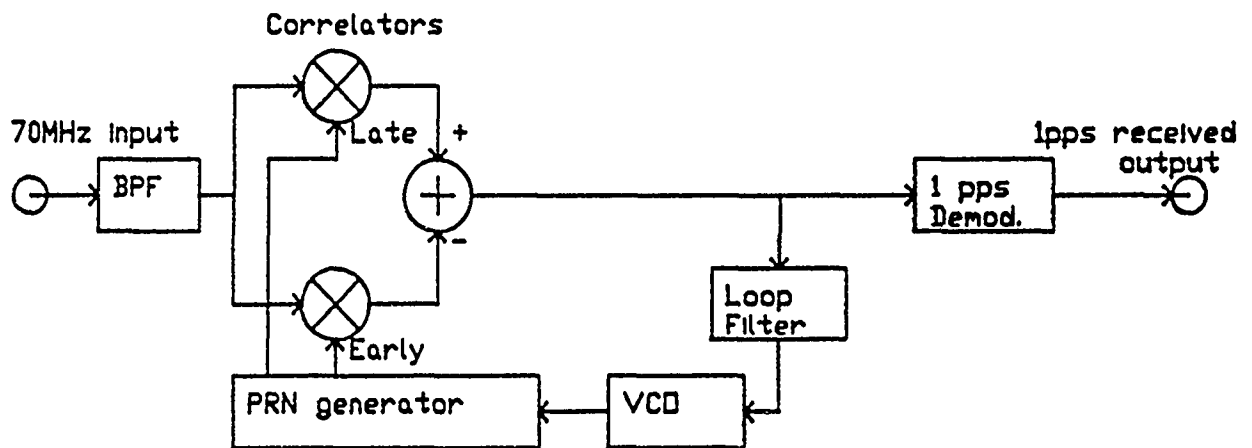 Correlators
70MHz Input
BPF
Late
+
-
1pps received
output
1 pps
Demod.
Loop
Filter
Early
PRN generator
VCO